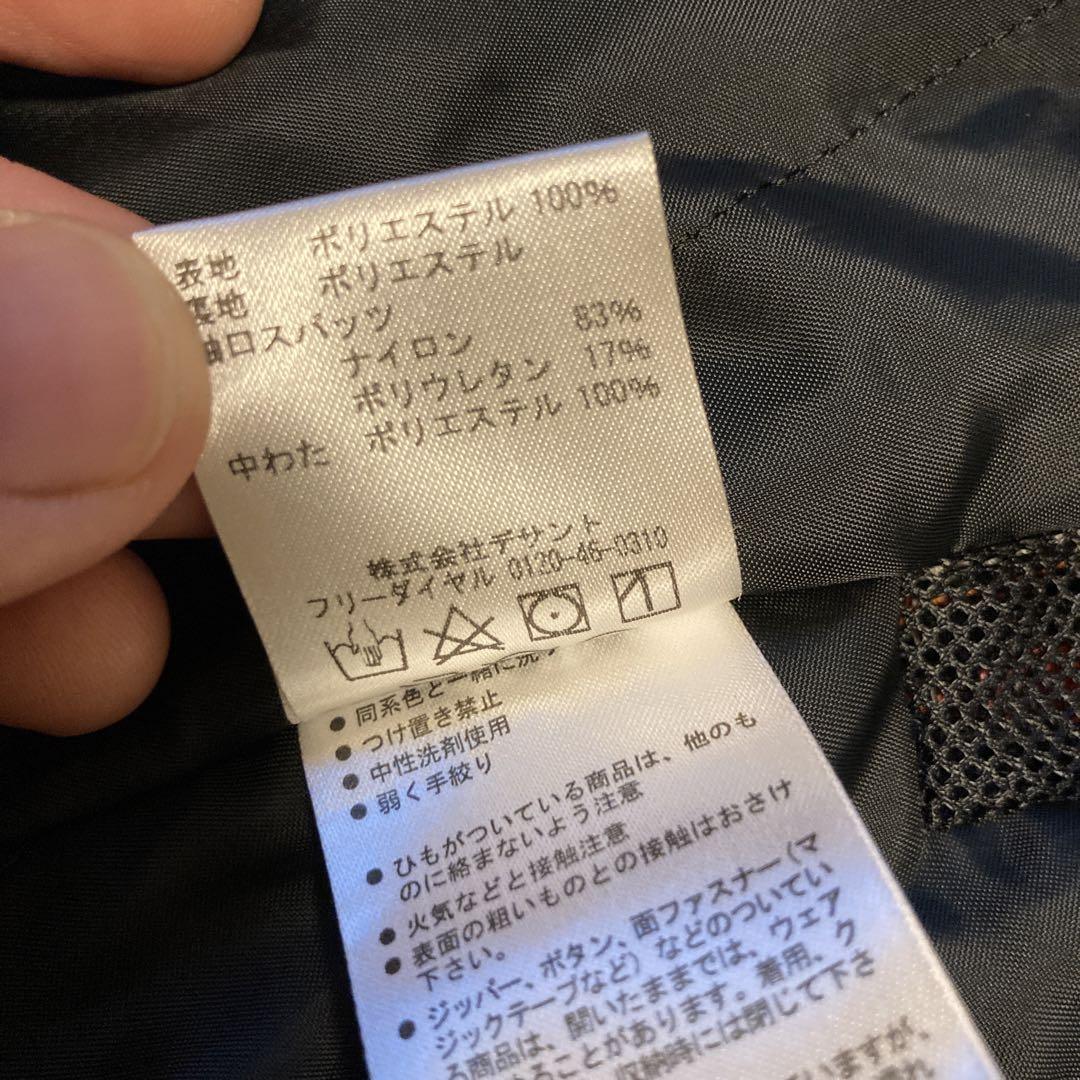 表地 ポリエステル 100%
裏地 ポリエステル
袖口スパッツ
ナイロン 83%
ポリウレタン 17%
中わた ポリエステル 100%
株式会社デサント
フリーダイヤル 0120-46-0310
● 同系色と一緒に洗う
● つけ置き禁止
● 中性洗剤使用
● 弱く手絞り
● ひもがついている商品は、他のも
のに絡まないよう注意
● 火気などと接触注意
● 表面の粗いものとの接触はおさけ
下さい。
● ジッパー、ボタン、面ファスナー(マ
ジックテープなど)などのついてい
る商品は、開いたままでは、ウェア
ることがあります。着用、ク
収納時には閉じて下さ
いますが、